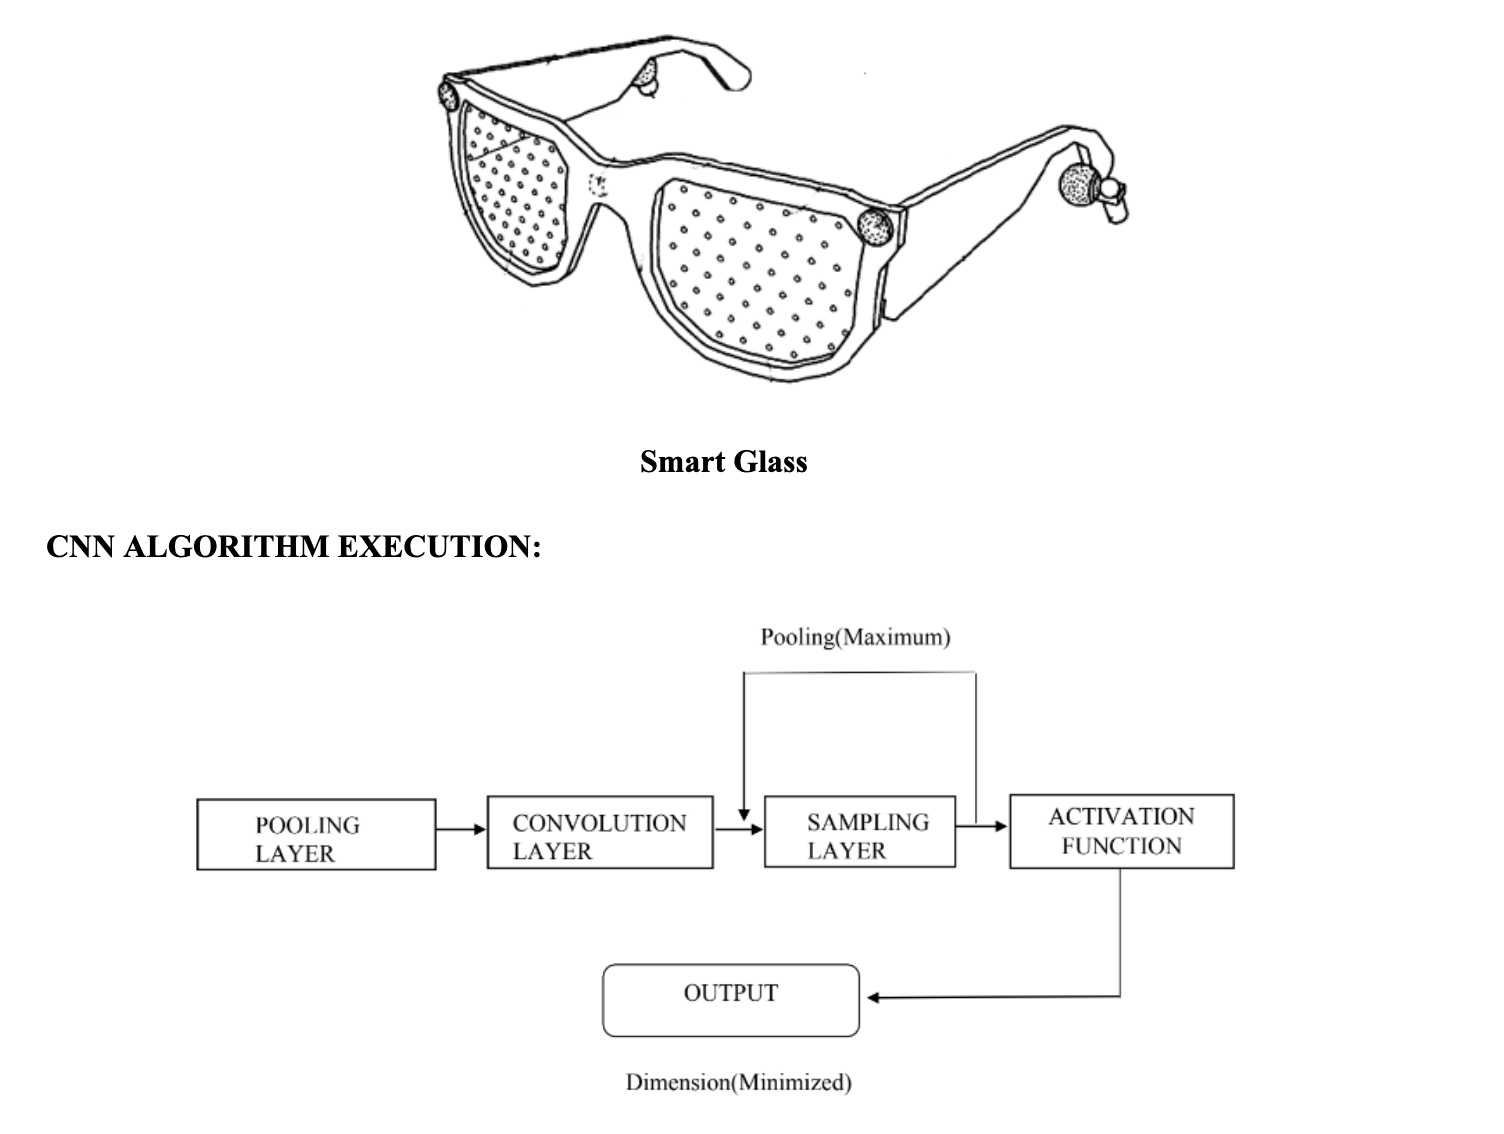 Smart Glass
CNN ALGORITHM EXECUTION:
Pooling(Maximum)
POOLING
LAYER
CONVOLUTION
LAYER
SAMPLING
LAYER
ACTIVATION
FUNCTION
OUTPUT
Dimension(Minimized)